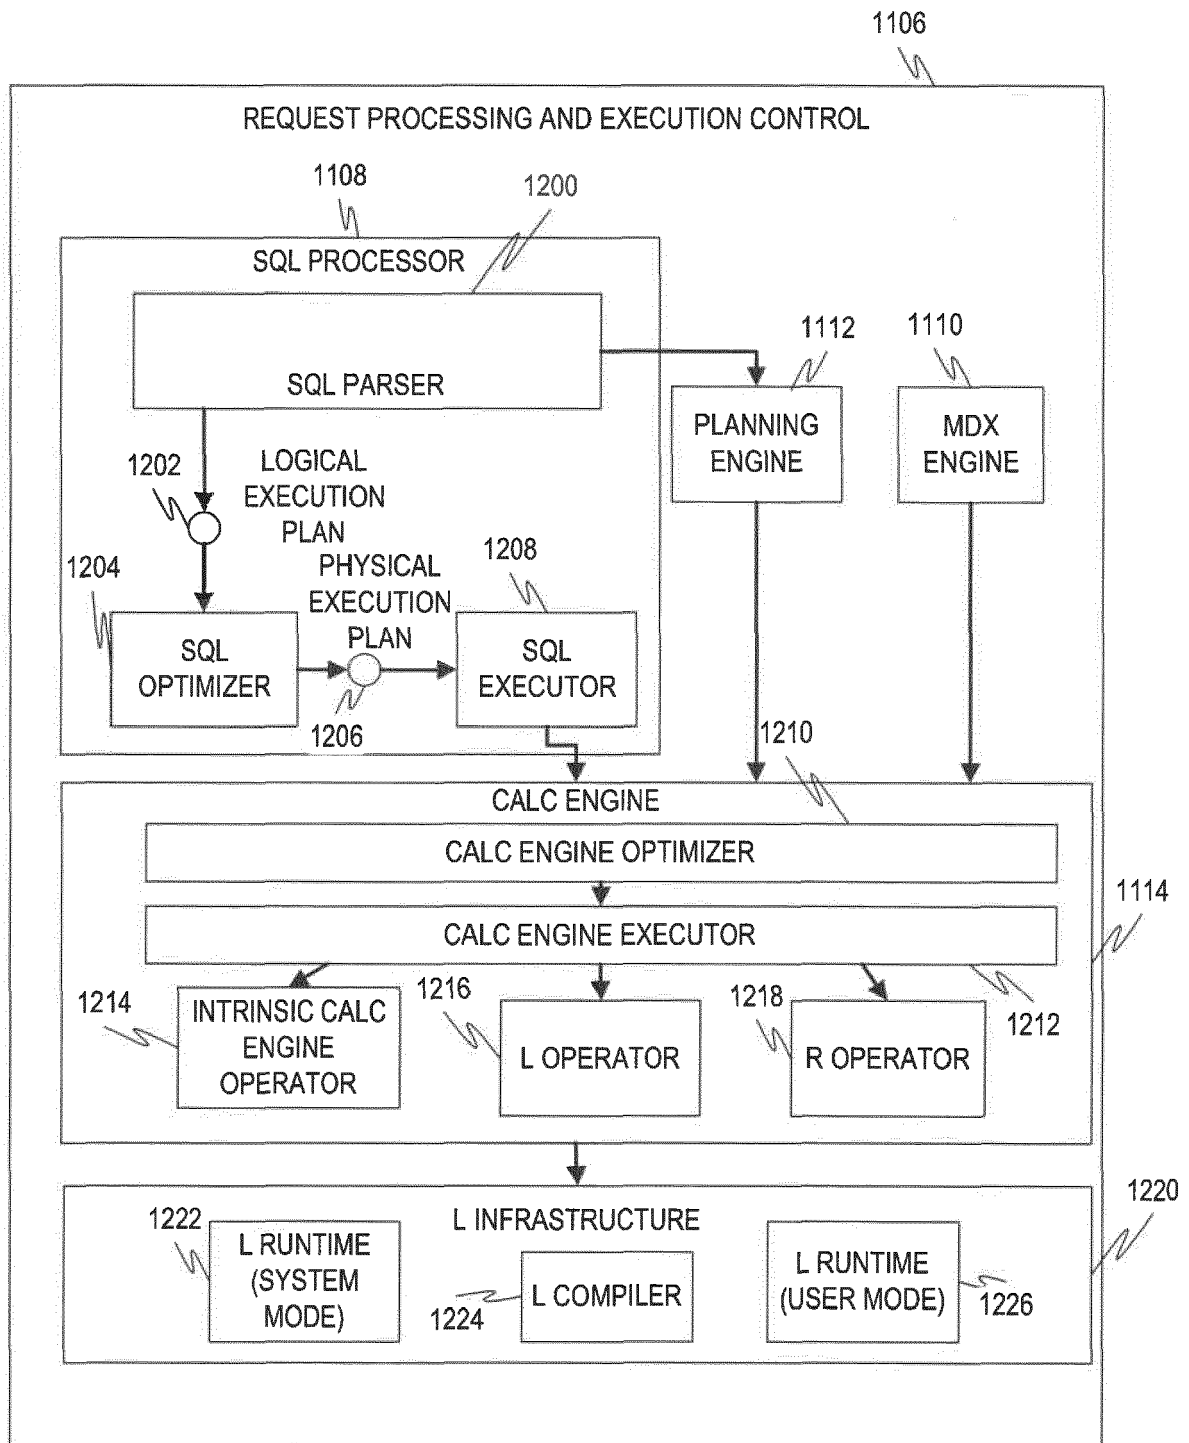 1106
REQUEST PROCESSING AND EXECUTION CONTROL
1108
1200
SQL PROCESSOR
SQL PARSER
1112
1110
PLANNING
ENGINE
MDX
ENGINE
1202
LOGICAL
EXECUTION
PLAN
1204
PHYSICAL
EXECUTION
PLAN
1208
SQL
OPTIMIZER
SQL
EXECUTOR
1206
1210
CALC ENGINE
CALC ENGINE OPTIMIZER
1114
CALC ENGINE EXECUTOR
1214
INTRINSIC CALC
ENGINE
OPERATOR
1216
L OPERATOR
1218
R OPERATOR
1212
1220
L INFRASTRUCTURE
1222
L RUNTIME
(SYSTEM
MODE)
1224
L COMPILER
L RUNTIME
(USER MODE)
1226